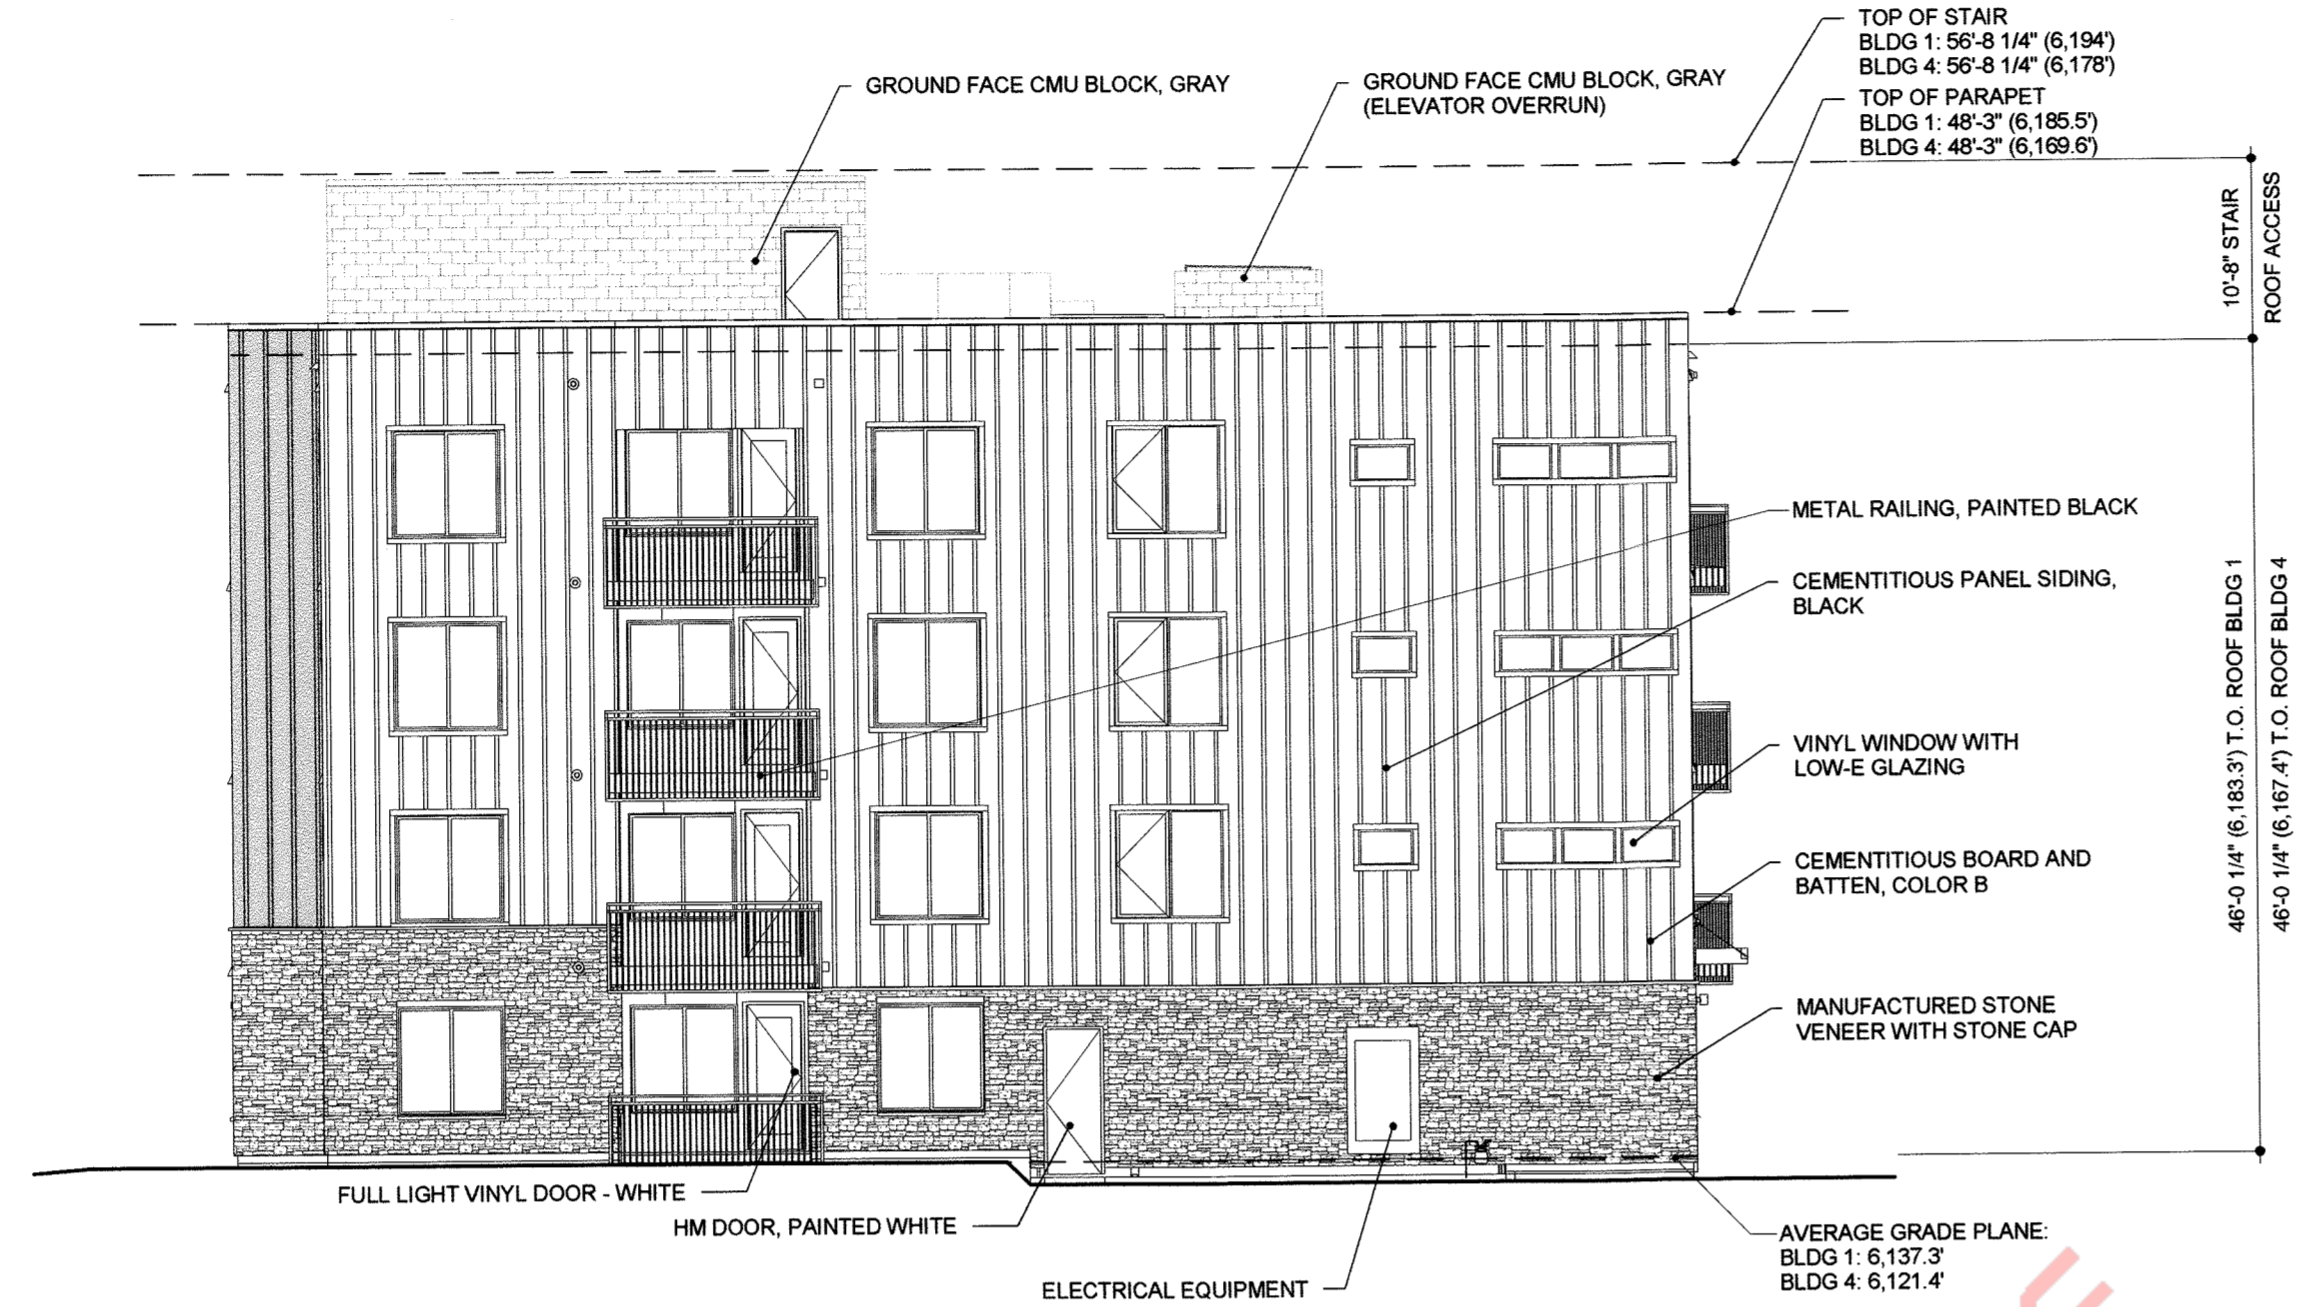 TOP OF STAIR
BLDG 1: 56'-8 1/4" (6,194')
BLDG 4: 56'-8 1/4" (6,178')
TOP OF PARAPET
BLDG 1: 48'-3" (6,185.5')
BLDG 4: 48'-3" (6,169.6')
GROUND FACE CMU BLOCK, GRAY
GROUND FACE CMU BLOCK, GRAY
(ELEVATOR OVERRUN)
10'-8" STAIR
ROOF ACCESS
METAL RAILING, PAINTED BLACK
CEMENTITIOUS PANEL SIDING,
BLACK
VINYL WINDOW WITH
LOW-E GLAZING
CEMENTITIOUS BOARD AND
BATTEN, COLOR B
46'-0 1/4" (6,183.3') T.O. ROOF BLDG 1
46'-0 1/4" (6,167.4') T.O. ROOF BLDG 4
MANUFACTURED STONE
VENEER WITH STONE CAP
FULL LIGHT VINYL DOOR - WHITE
HM DOOR, PAINTED WHITE
ELECTRICAL EQUIPMENT
AVERAGE GRADE PLANE:
BLDG 1: 6,137.3'
BLDG 4: 6,121.4'